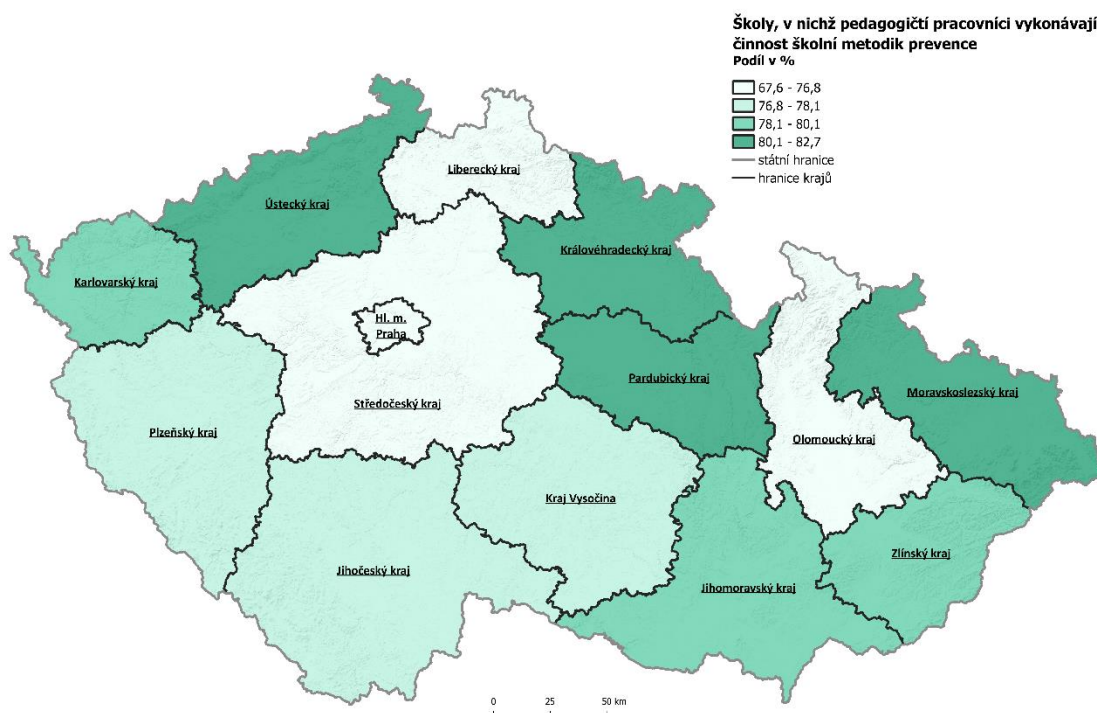 Školy, v nichž pedagogičtí pracovníci vykonávají
činnost školní metodik prevence
Podíl v %
67,6 - 76,8
76,8 - 78,1
78,1 - 80,1
80,1 - 82,7
státní hranice
hranice krajů
Liberecký kraj
Ústecký kraj
Královéhradecký kraj
Karlovarský kraj
Hl. m.
Praha
Pardubický kraj
Moravskoslezský kraj
Středočeský kraj
Plzeňský kraj
Olomoucký kraj
Kraj Vysočina
Zlínský kraj
Jihočeský kraj
Jihomoravský kraj
0 25 50 km